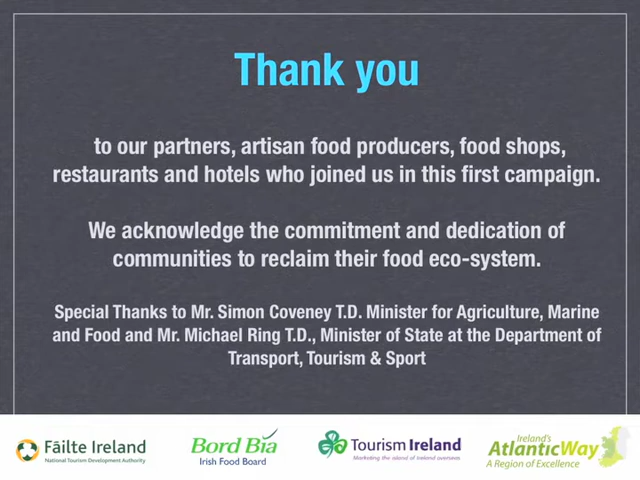 Thank you
to our partners, artisan food producers, food shops,
restaurants and hotels who joined us in this first campaign.
We acknowledge the commitment and dedication of
communities to reclaim their food eco-system.
Special Thanks to Mr. Simon Coveney T.D. Minister for Agriculture, Marine
and Food and Mr. Michael Ring T.D., Minister of State at the Department of
Transport, Tourism & Sport
Fáilte Ireland
National Tourism Development Authority
Bord Bia
Irish Food Board
Tourism Ireland
Marketing the island of Ireland overseas
Ireland's
AtlanticWay
A Region of Excellence